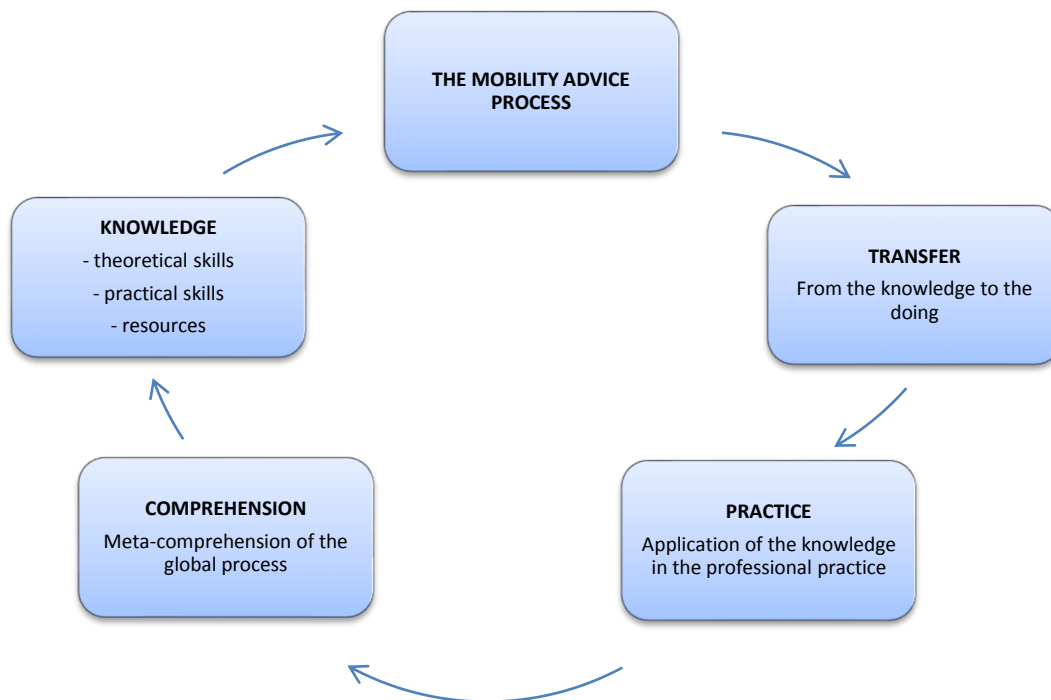 THE MOBILITY ADVICE
PROCESS
TRANSFER
From the knowledge to the
doing
PRACTICE
Application of the knowledge
in the professional practice
COMPREHENSION
Meta-comprehension of the
global process
KNOWLEDGE
- theoretical skills
- practical skills
- resources